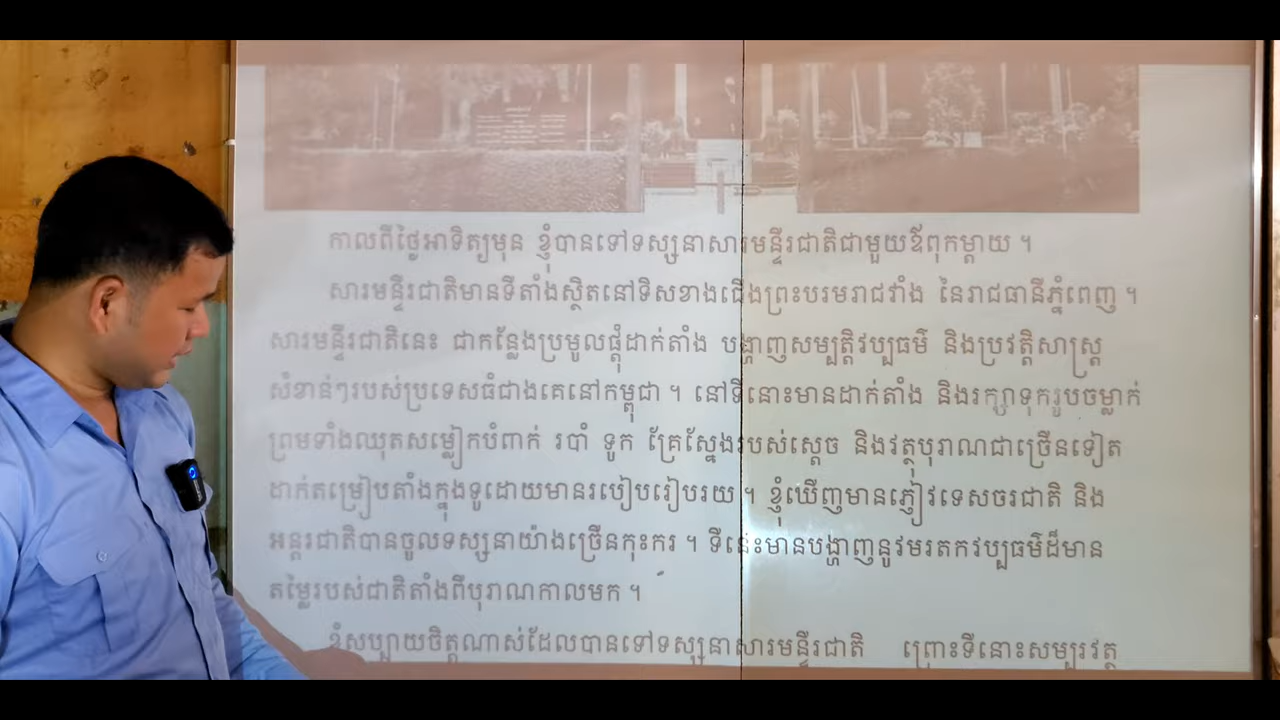 កាលពីថ្ងៃអាទិត្យមុន ខ្ញុំបានទៅទស្សនាសារមន្ទីរជាតិជាមួយឪពុកម្ដាយ ។
សារមន្ទីរជាតិមានទីតាំងស្ថិតនៅទិសខាងជើងព្រះបរមរាជវាំង នៃរាជធានីភ្នំពេញ ។
សារមន្ទីរជាតិនេះ ជាកន្លែងប្រមូលផ្ដុំដាក់តាំង បង្ហាញសម្បត្តិវប្បធម៌ និងប្រវត្តិសាស្ត្រ
សំខាន់ៗរបស់ប្រទេសធំជាងគេនៅកម្ពុជា ។ នៅទីនោះមានដាក់តាំង និងរក្សាទុករូបចម្លាក់
ព្រមទាំងឈុតសម្លៀកបំពាក់ របាំ ទូក គ្រែស្នែងរបស់ស្ដេច និងវត្ថុបុរាណជាច្រើនទៀត
ដាក់តម្រៀបតាំងក្នុងទូដោយមានរបៀបរៀបរយ ។ ខ្ញុំឃើញមានភ្ញៀវទេសចរជាតិ និង
អន្តរជាតិបានចូលទស្សនាយ៉ាងច្រើនកុះករ ។ ទីនេះមានបង្ហាញនូវមរតកវប្បធម៌ដ៏មាន
តម្លៃរបស់ជាតិតាំងពីបុរាណកាលមក ។
ខ្ញុំសប្បាយចិត្តណាស់ដែលបានទៅទស្សនាសារមន្ទីរជាតិ ព្រោះទីនោះសម្បូរវត្ថុ